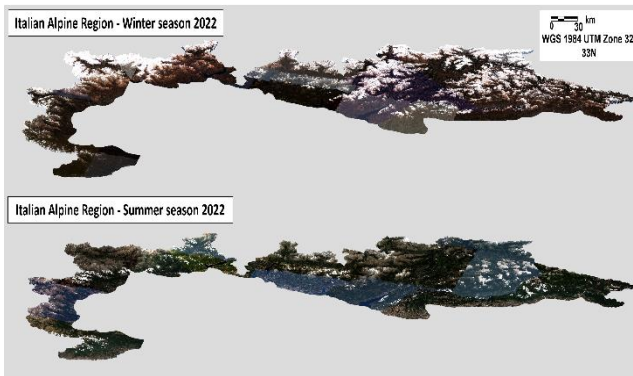 Italian Alpine Region - Winter season 2022
km
0 30
WGS 1984 UTM Zone 32
33N
Italian Alpine Region - Summer season 2022